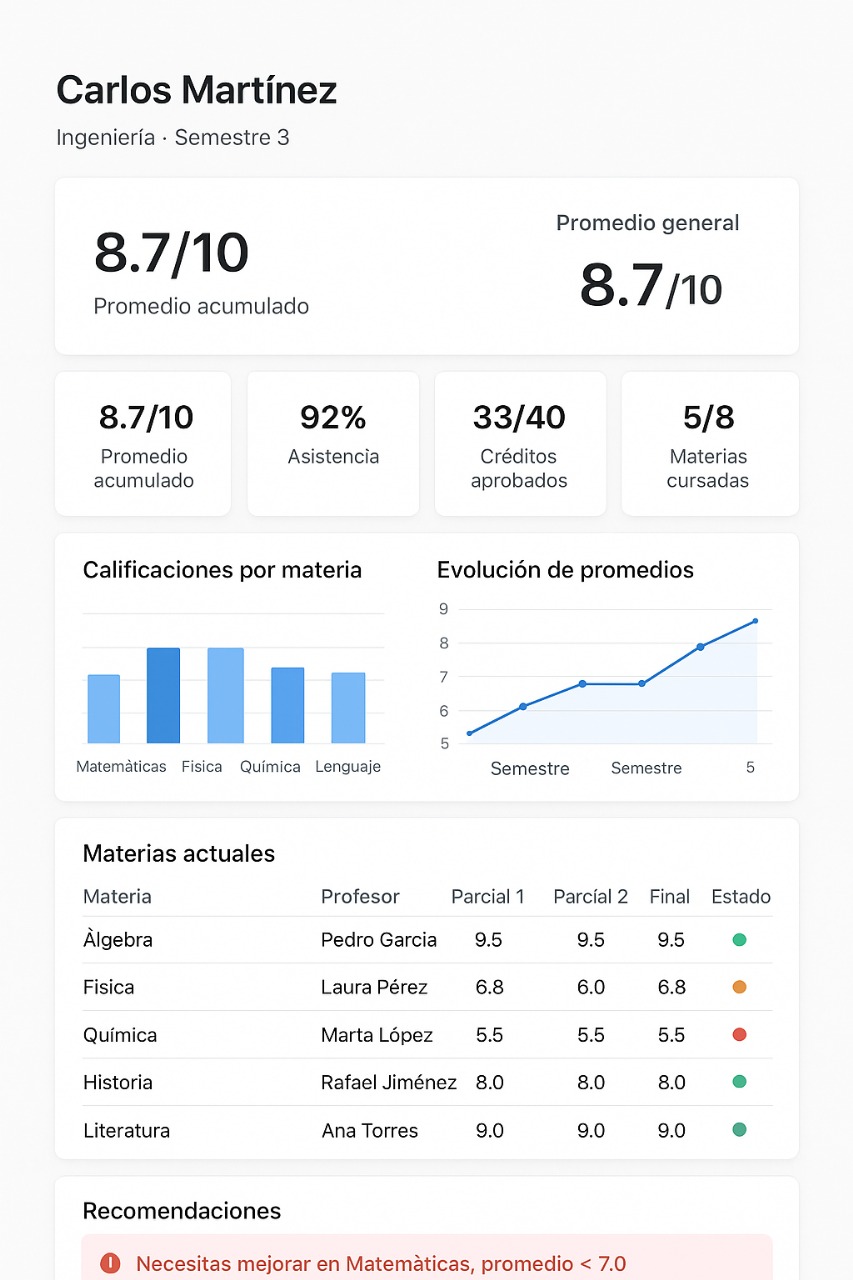 Carlos Martínez
Ingeniería · Semestre 3
8.7/10
Promedio acumulado
Promedio general
8.7/10
8.7/10
Promedio
acumulado
92%
Asistencìa
33/40
Créditos
aprobados
5/8
Materias
cursadas
Calificaciones por materia
Matemàticas Fisica Química Lenguaje
Evolución de promedios
9
8
7
6
5
Semestre Semestre 5
Materias actuales
Materia Profesor Parcial 1 Parcíal 2 Final Estado
Àlgebra Pedro Garcia 9.5 9.5 9.5
Fisica Laura Pérez 6.8 6.0 6.8
Química Marta López 5.5 5.5 5.5
Historia Rafael Jiménez 8.0 8.0 8.0
Literatura Ana Torres 9.0 9.0 9.0
Recomendaciones
Necesitas mejorar en Matemàticas, promedio < 7.0